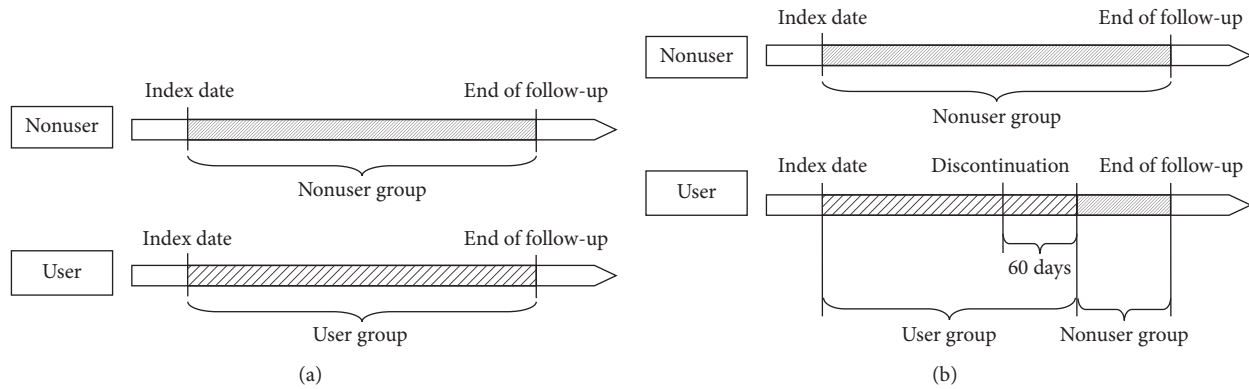 Index date
End of follow-up
Nonuser
Nonuser group
Index date
End of follow-up
User
User group
(a)
Index date
End of follow-up
Nonuser
Nonuser group
Index date
Discontinuation
End of follow-up
User
60 days
User group
Nonuser group
(b)